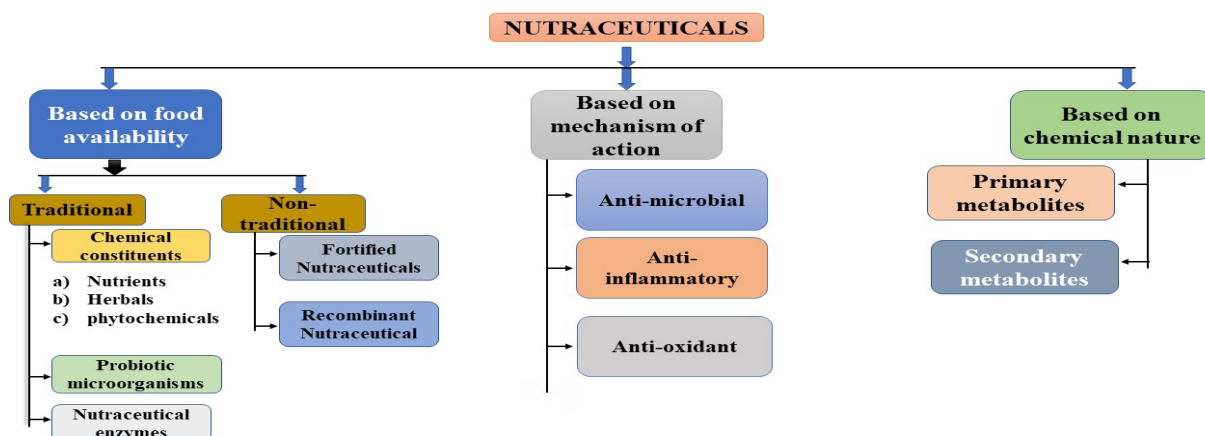 NUTRACEUTICALS
Based on food
availability
Traditional
Chemical
constituents
a) Nutrients
b) Herbals
c) phytochemicals
Probiotic
microorganisms
Nutraceutical
enzymes
Non-
traditional
Fortified
Nutraceuticals
Recombinant
Nutraceutical
Based on
mechanism of
action
Anti-microbial
Anti-
inflammatory
Anti-oxidant
Based on
chemical nature
Primary
metabolites
Secondary
metabolites